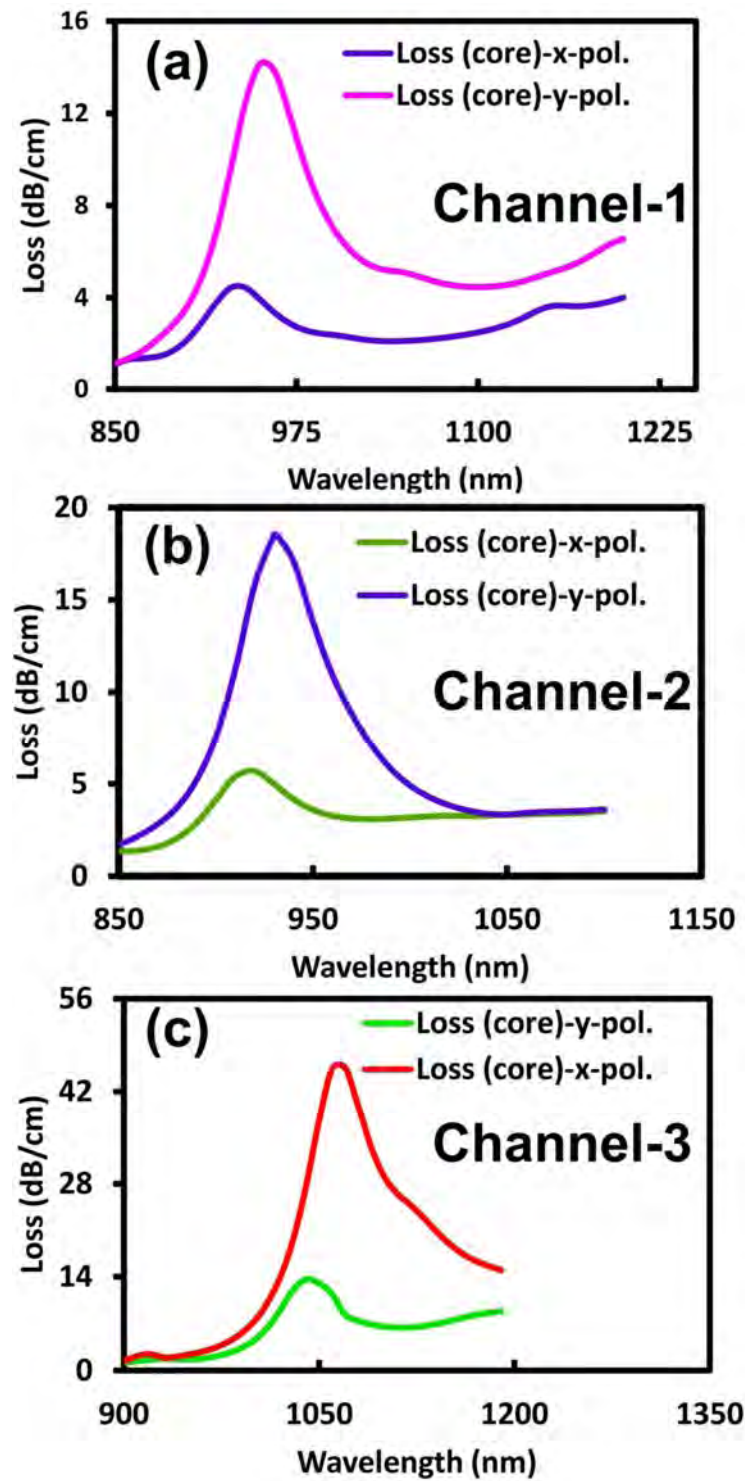 16
(a)
Loss (core)-x-pol.
Loss (core)-y-pol.
12
Channel-1
8
4
0
Loss (dB/cm)
850 975 1100 1225
Wavelength (nm)
20
(b)
Loss (core)-x-pol.
Loss (core)-y-pol.
15
Channel-2
10
5
0
Loss (dB/cm)
850 950 1050 1150
Wavelength (nm)
56
(c)
Loss (core)-y-pol.
Loss (core)-x-pol.
42
Channel-3
28
14
0
Loss (dB/cm)
900 1050 1200 1350
Wavelength (nm)